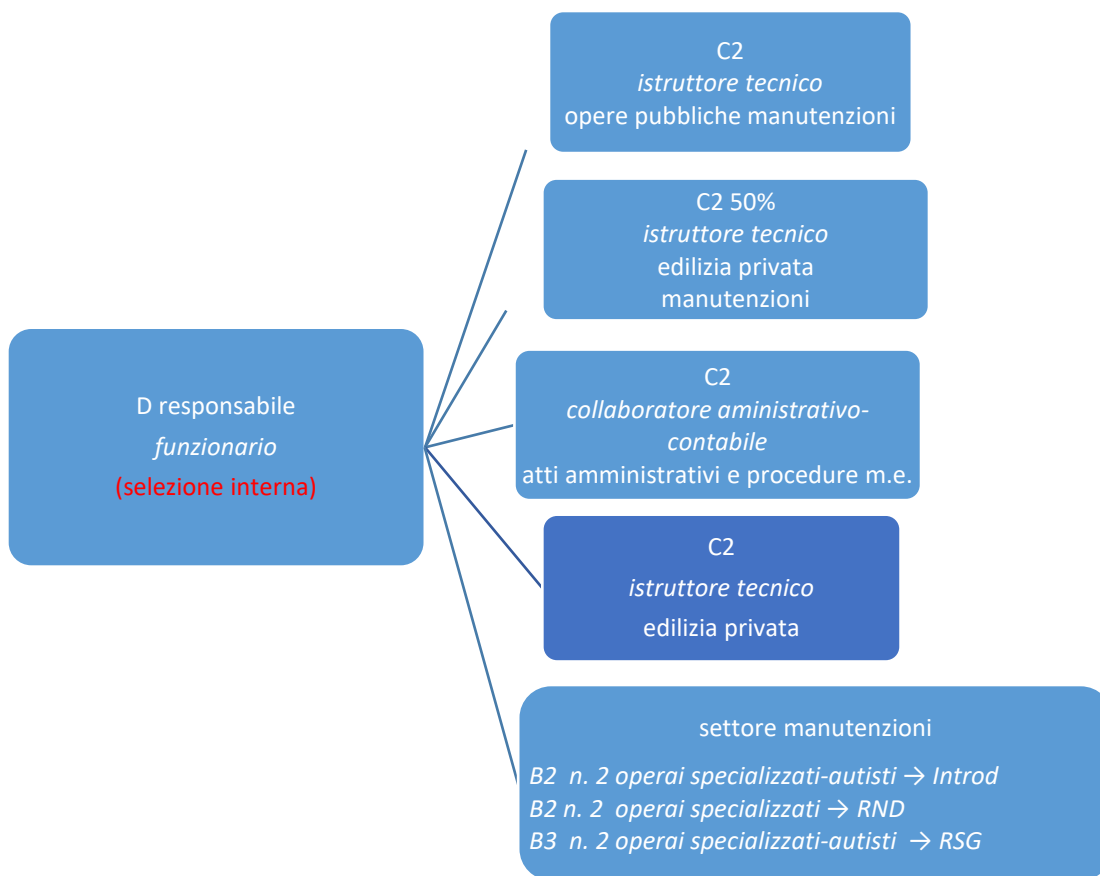 C2
istruttore tecnico
opere pubbliche manutenzioni
C2 50%
istruttore tecnico
edilizia privata
manutenzioni
D responsabile
funzionario
(selezione interna)
C2
collaboratore aministrativo-
contabile
atti amministrativi e procedure m.e.
C2
istruttore tecnico
edilizia privata
settore manutenzioni
B2 n. 2 operai specializzati-autisti → Introd
B2 n. 2 operai specializzati → RND
B3 n. 2 operai specializzati-autisti → RSG